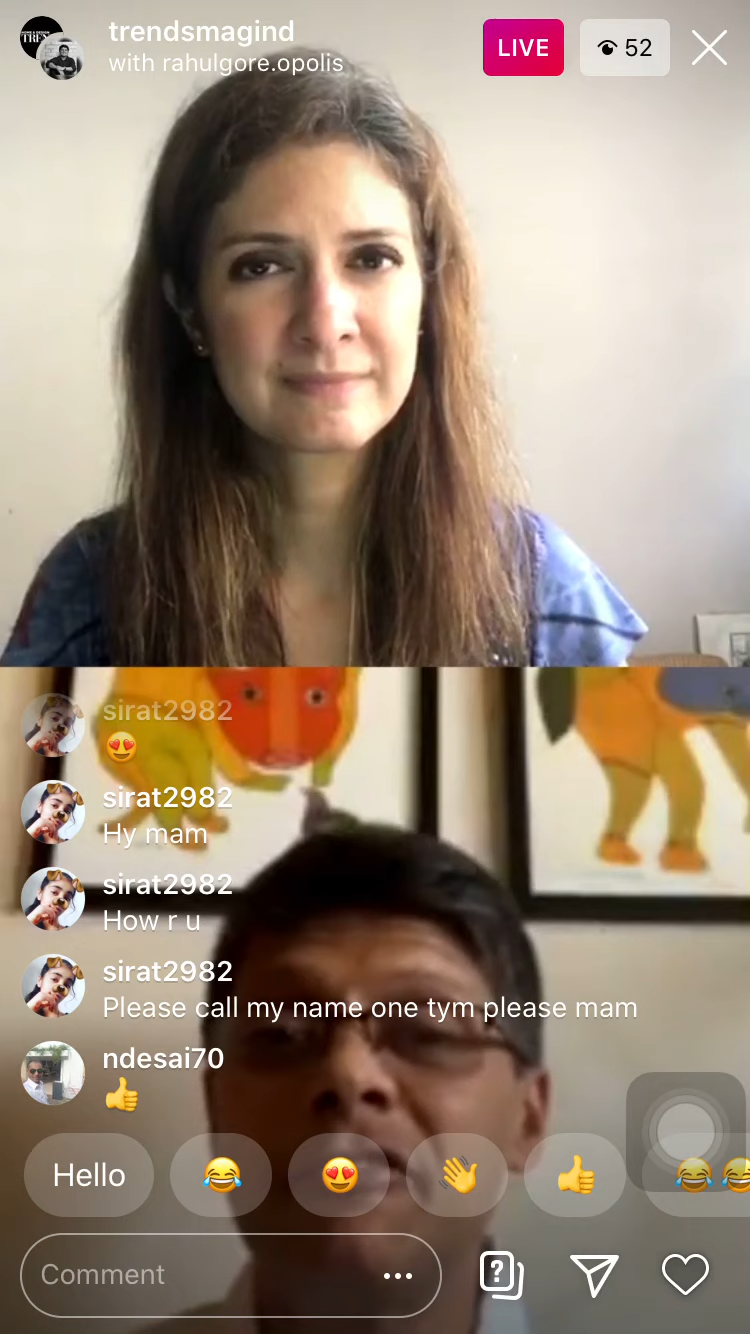 trendsmagind
with rahulgore.opolis
LIVE
52
sirat2982
sirat2982
Hy mam
sirat2982
How r u
sirat2982
Please call my name one tym please mam
ndesai70
Hello
Comment